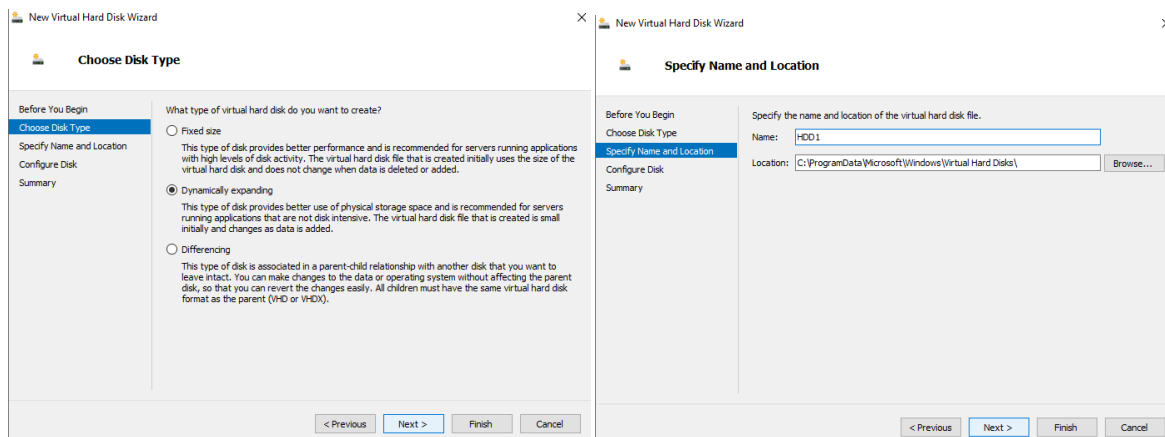 New Virtual Hard Disk Wizard
Choose Disk Type
Before You Begin
Choose Disk Type
Specify Name and Location
Configure Disk
Summary
What type of virtual hard disk do you want to create?
Fixed size
This type of disk provides better performance and is recommended for servers running applications
with high levels of disk activity. The virtual hard disk file that is created initially uses the size of the
virtual hard disk and does not change when data is deleted or added.
Dynamically expanding
This type of disk provides better use of physical storage space and is recommended for servers
running applications that are not disk intensive. The virtual hard disk file that is created is small
initially and changes as data is added.
Differencing
This type of disk is associated in a parent-child relationship with another disk that you want to
leave intact. You can make changes to the data or operating system without affecting the parent
disk, so that you can revert the changes easily. All children must have the same virtual hard disk
format as the parent (VHD or VHDX).
< Previous Next > Finish Cancel
New Virtual Hard Disk Wizard
Specify Name and Location
Before You Begin
Choose Disk Type
Specify Name and Location
Configure Disk
Summary
Specify the name and location of the virtual hard disk file.
Name: HDD1
Location: C:\ProgramData\Microsoft\Windows\Virtual Hard Disks\ Browse...
< Previous Next > Finish Cancel